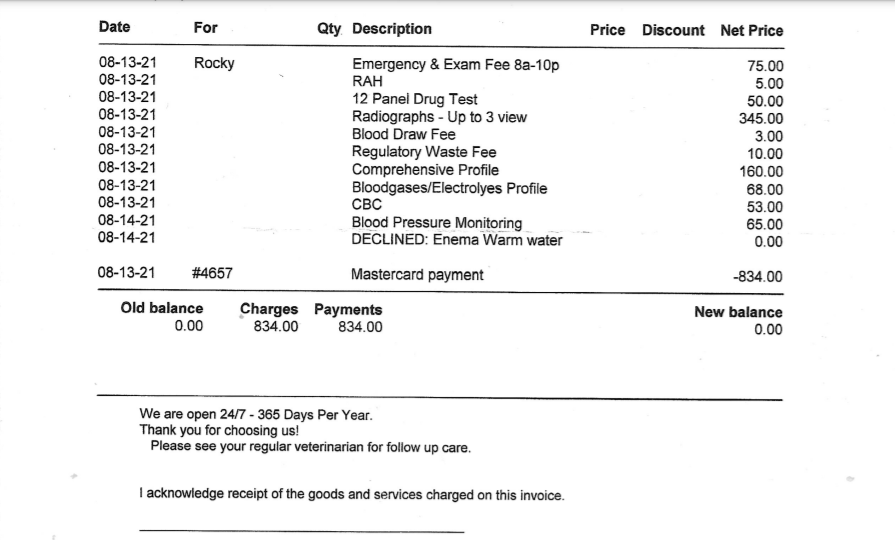 Date For Qty Description Price Discount Net Price
08-13-21 Rocky Emergency & Exam Fee 8a-10p 75.00
08-13-21 RAH 5.00
08-13-21 12 Panel Drug Test 50.00
08-13-21 Radiographs - Up to 3 view 345.00
08-13-21 Blood Draw Fee 3.00
08-13-21 Regulatory Waste Fee 10.00
08-13-21 Comprehensive Profile 160.00
08-13-21 Bloodgases/Electrolyes Profile 68.00
08-13-21 CBC 53.00
08-14-21 Blood Pressure Monitoring 65.00
08-14-21 DECLINED: Enema Warm water 0.00
08-13-21 #4657 Mastercard payment -834.00
Old balance Charges Payments New balance
0.00 834.00 834.00 0.00
We are open 24/7 - 365 Days Per Year.
Thank you for choosing us!
Please see your regular veterinarian for follow up care.
I acknowledge receipt of the goods and services charged on this invoice.